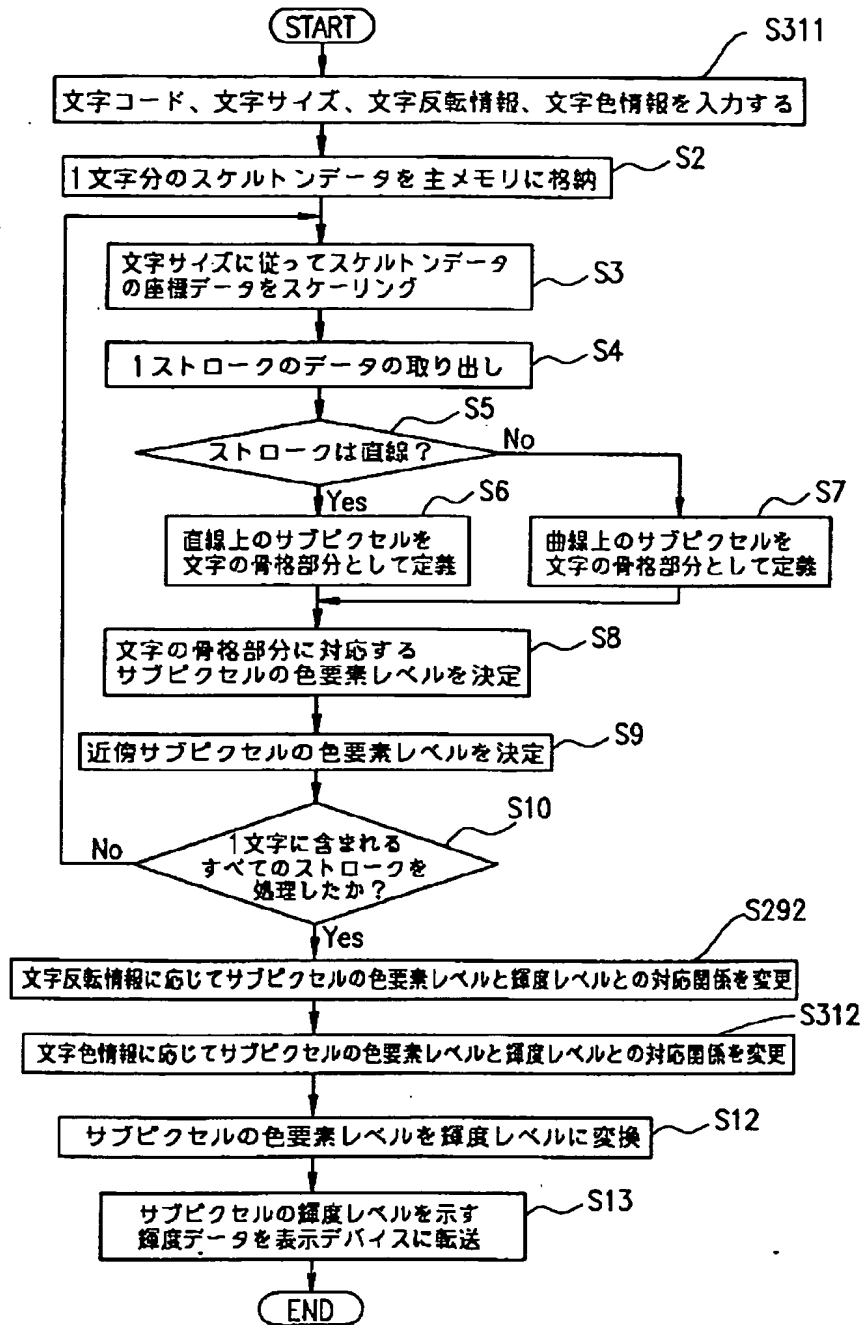 START
S311
文字コード、文字サイズ、文字反転情報、文字色情報を入力する
S2
1文字分のスケルトンデータを主メモリに格納
文字サイズに従ってスケルトンデータ
の座標データをスケーリング
S3
1ストロークのデータの取り出し
S4
S5
ストロークは直線？
No
Yes
S6
S7
直線上のサブピクセルを
文字の骨格部分として定義
曲線上のサブピクセルを
文字の骨格部分として定義
S8
文字の骨格部分に対応する
サブピクセルの色要素レベルを決定
S9
近傍サブピクセルの色要素レベルを決定
S10
1文字に含まれる
すべてのストロークを
処理したか？
No
Yes
S292
文字反転情報に応じてサブピクセルの色要素レベルと輝度レベルとの対応関係を変更
S312
文字色情報に応じてサブピクセルの色要素レベルと輝度レベルとの対応関係を変更
S12
サブピクセルの色要素レベルを輝度レベルに変換
S13
サブピクセルの輝度レベルを示す
輝度データを表示デバイスに転送
END